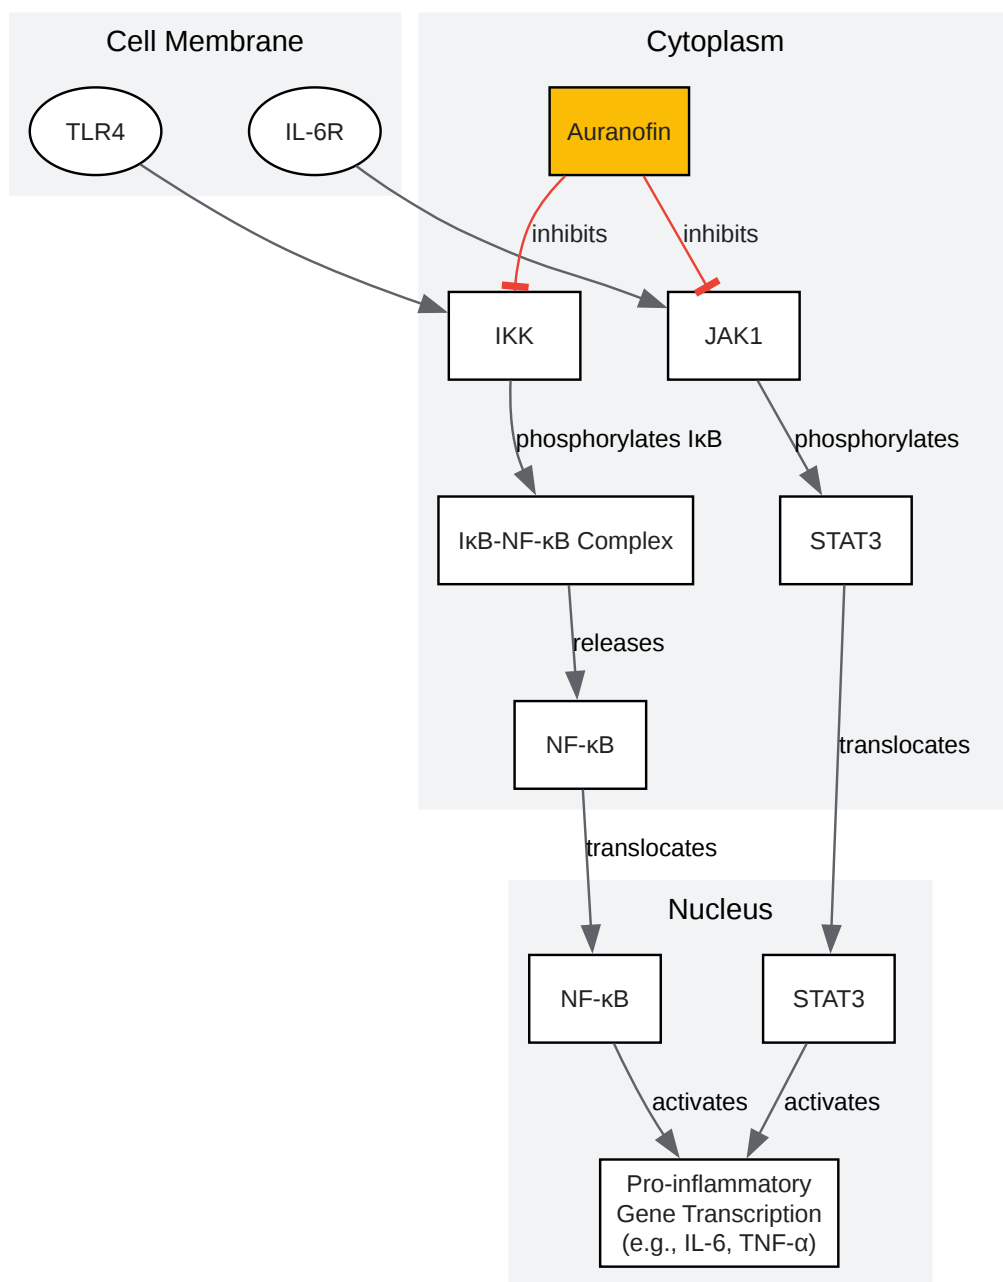 Cell Membrane
Cytoplasm
TLR4
IL-6R
Auranofin
inhibits
inhibits
IKK
JAK1
phosphorylates IκB
phosphorylates
IκB-NF-κB Complex
STAT3
releases
NF-κB
translocates
translocates
Nucleus
NF-κB
STAT3
activates
activates
Pro-inflammatory
Gene Transcription
(e.g., IL-6, TNF-α)